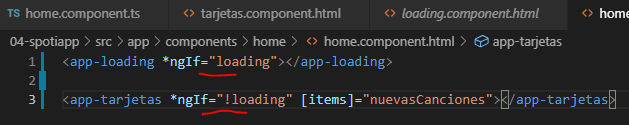 TS home.component.ts <> tarjetas.component.html <> loading.component.html <> home
04-spotiapp > src > app > components > home > <> home.component.html > app-tarjetas
1 <app-loading *ngIf="loading"></app-loading>
2
3 <app-tarjetas *ngIf="!loading" [items]="nuevasCanciones"></app-tarjetas>